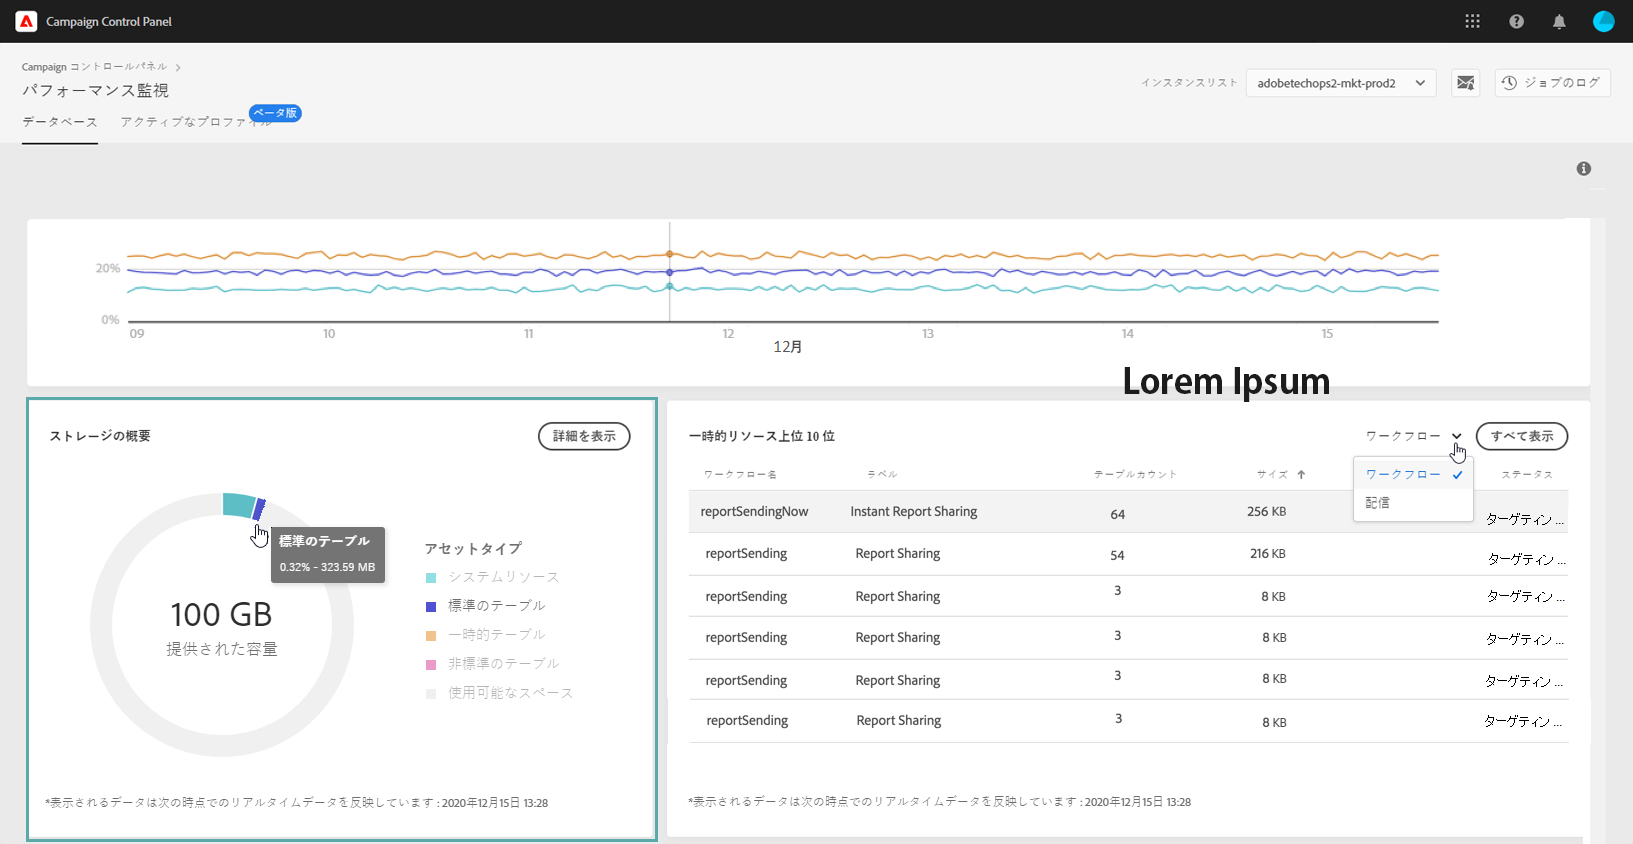 Campaign Control Panel
Campaign コントロールパネル
パフォーマンス監視
インスタンスリスト adobetechops2-mkt-prod2 ジョブのログ
データベース アクティブなプロファイル ベータ版
20%
0%
09 10 11 12 13 14 15
12月
Lorem Ipsum
ストレージの概要 詳細を表示
標準のテーブル
0.32% - 323.59 MB
100 GB
提供された容量
アセットタイプ
システムリソース
標準のテーブル
一時的テーブル
非標準のテーブル
使用可能なスペース
*表示されるデータは次の時点でのリアルタイムデータを反映しています : 2020年12月15日 13:28
一時的リソース上位 10 位 ワークフロー すべて表示
ワークフロー
配信
ワークフロー名 ラベル テーブルカウント サイズ ステータス
reportSendingNow Instant Report Sharing 64 256 KB ターゲティン ...
reportSending Report Sharing 54 216 KB ターゲティン ...
reportSending Report Sharing 3 8 KB ターゲティン ...
reportSending Report Sharing 3 8 KB ターゲティン ...
reportSending Report Sharing 3 8 KB ターゲティン ...
reportSending Report Sharing 3 8 KB ターゲティン ...
*表示されるデータは次の時点でのリアルタイムデータを反映しています : 2020年12月15日 13:28